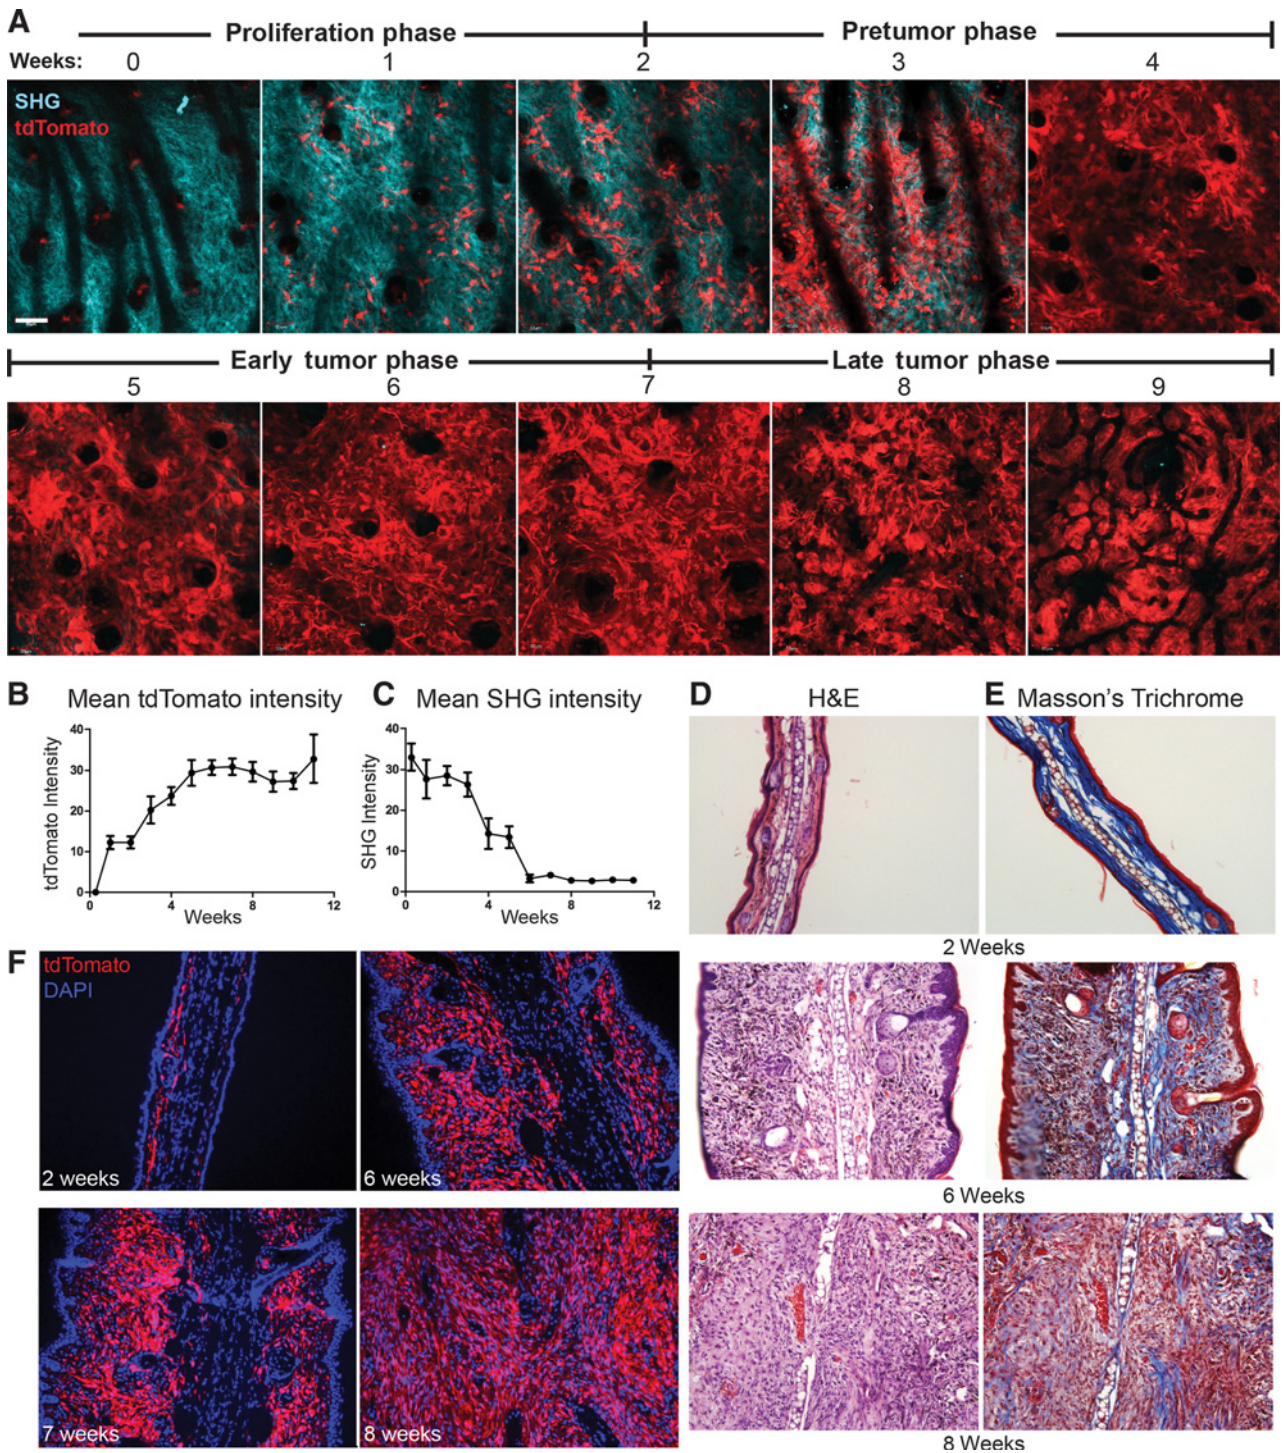 A
Proliferation phase
Pretumor phase
Weeks:
0
1
2
3
4
SHG
tdTomato
Early tumor phase
Late tumor phase
5
6
7
8
9
B
Mean tdTomato intensity
tdTomato Intensity
40
30
20
10
0
0
4
8
12
Weeks
C
Mean SHG intensity
SHG Intensity
40
30
20
10
0
0
4
8
12
Weeks
D
H&E
E
Masson's Trichrome
2 Weeks
6 Weeks
8 Weeks
F
tdTomato
DAPI
2 weeks
6 weeks
7 weeks
8 weeks